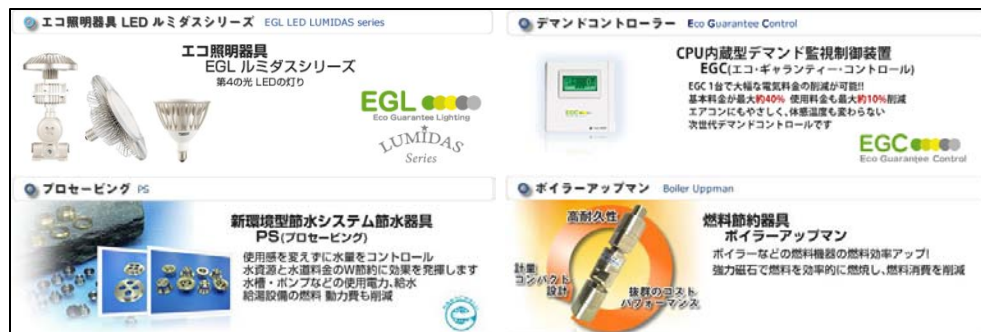 エコ照明器具 LED ルミダスシリーズ EGL LED LUMIDAS series
エコ照明器具
EGL ルミダスシリーズ
第4の光 LEDの灯り
EGL
Eco Guarantee Lighting
LUMIDAS
Series
デマンドコントローラー Eco Guarantee Control
CPU内蔵型デマンド監視制御装置
EGC(エコ・ギャランティー・コントロール)
EGC 1台で大幅な電気料金の削減が可能!!
基本料金が最大約40% 使用料金も最大約10%削減
エアコンにもやさしく、体感温度も変わらない
次世代デマンドコントロールです
EGC
EGC
Eco Guarantee Control
プロセービング PS
新環境型節水システム節水器具
PS(プロセービング)
使用感を変えずに水量をコントロール
水資源と水道料金のW節約に効果を発揮します
水槽・ポンプなどの使用電力、給水
給湯設備の燃料 動力費も削減
ボイラーアップマン Boiler Uppman
高耐久性
計量
コンパクト
設計
抜群のコスト
パフォーマンス
燃料節約器具
ボイラーアップマン
ボイラーなどの燃料機器の燃料効率アップ!
強力磁石で燃料を効率的に燃焼し、燃料消費を削減